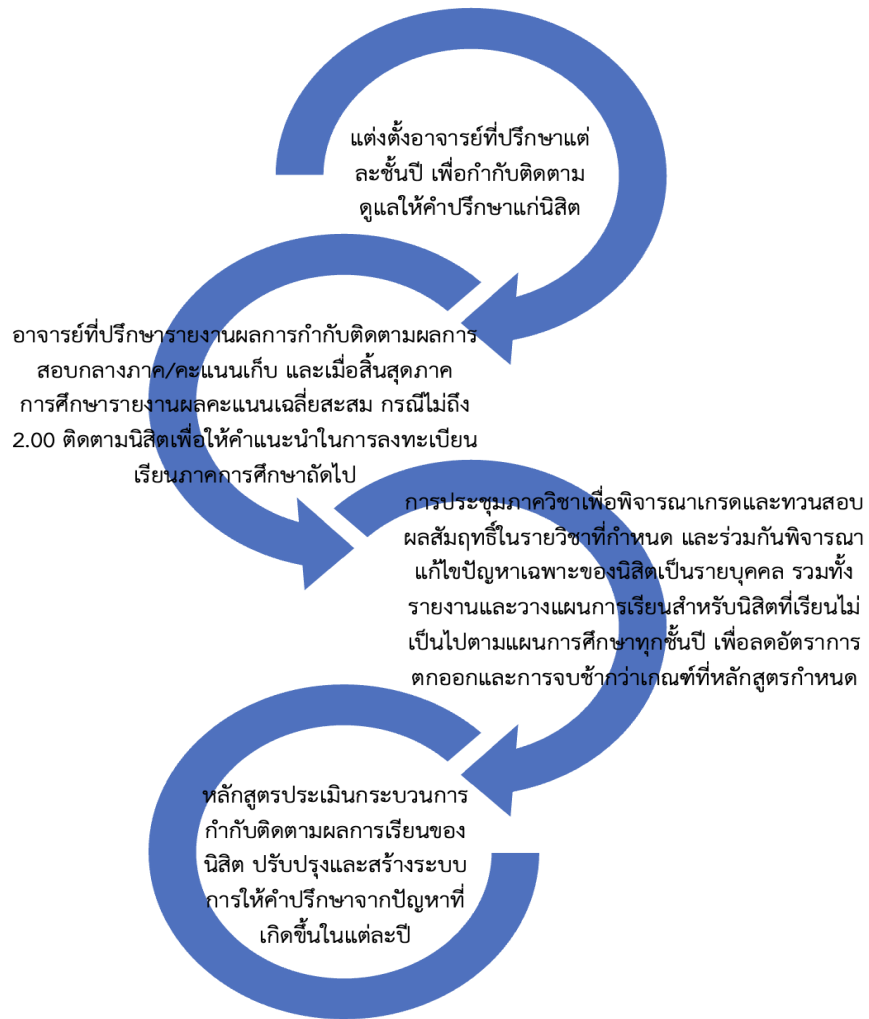 แต่งตั้งอาจารย์ที่ปรึกษาแต่
ละชั้นปี เพื่อกำกับติดตาม
ดูแลให้คำปรึกษาแก่นิสิต
อาจารย์ที่ปรึกษารายงานผลการกำกับติดตามผลการ
สอบกลางภาค/คะแนนเก็บ และเมื่อสิ้นสุดภาค
การศึกษารายงานผลคะแนนเฉลี่ยสะสม กรณีไม่ถึง
2.00 ติดตามนิสิตเพื่อให้คำแนะนำในการลงทะเบียน
เรียนภาคการศึกษาถัดไป
การประชุมภาควิชาเพื่อพิจารณาเกรดและทวนสอบ
ผลสัมฤทธิ์ในรายวิชาที่กำหนด และร่วมกันพิจารณา
แก้ไขปัญหาเฉพาะของนิสิตเป็นรายบุคคล รวมทั้ง
รายงานและวางแผนการเรียนสำหรับนิสิตที่เรียนไม่
เป็นไปตามแผนการศึกษาทุกชั้นปี เพื่อลดอัตราการ
ตกออกและการจบช้ากว่าเกณฑ์ที่หลักสูตรกำหนด
หลักสูตรประเมินกระบวนการ
กำกับติดตามผลการเรียนของ
นิสิต ปรับปรุงและสร้างระบบ
การให้คำปรึกษาจากปัญหาที่
เกิดขึ้นในแต่ละปี